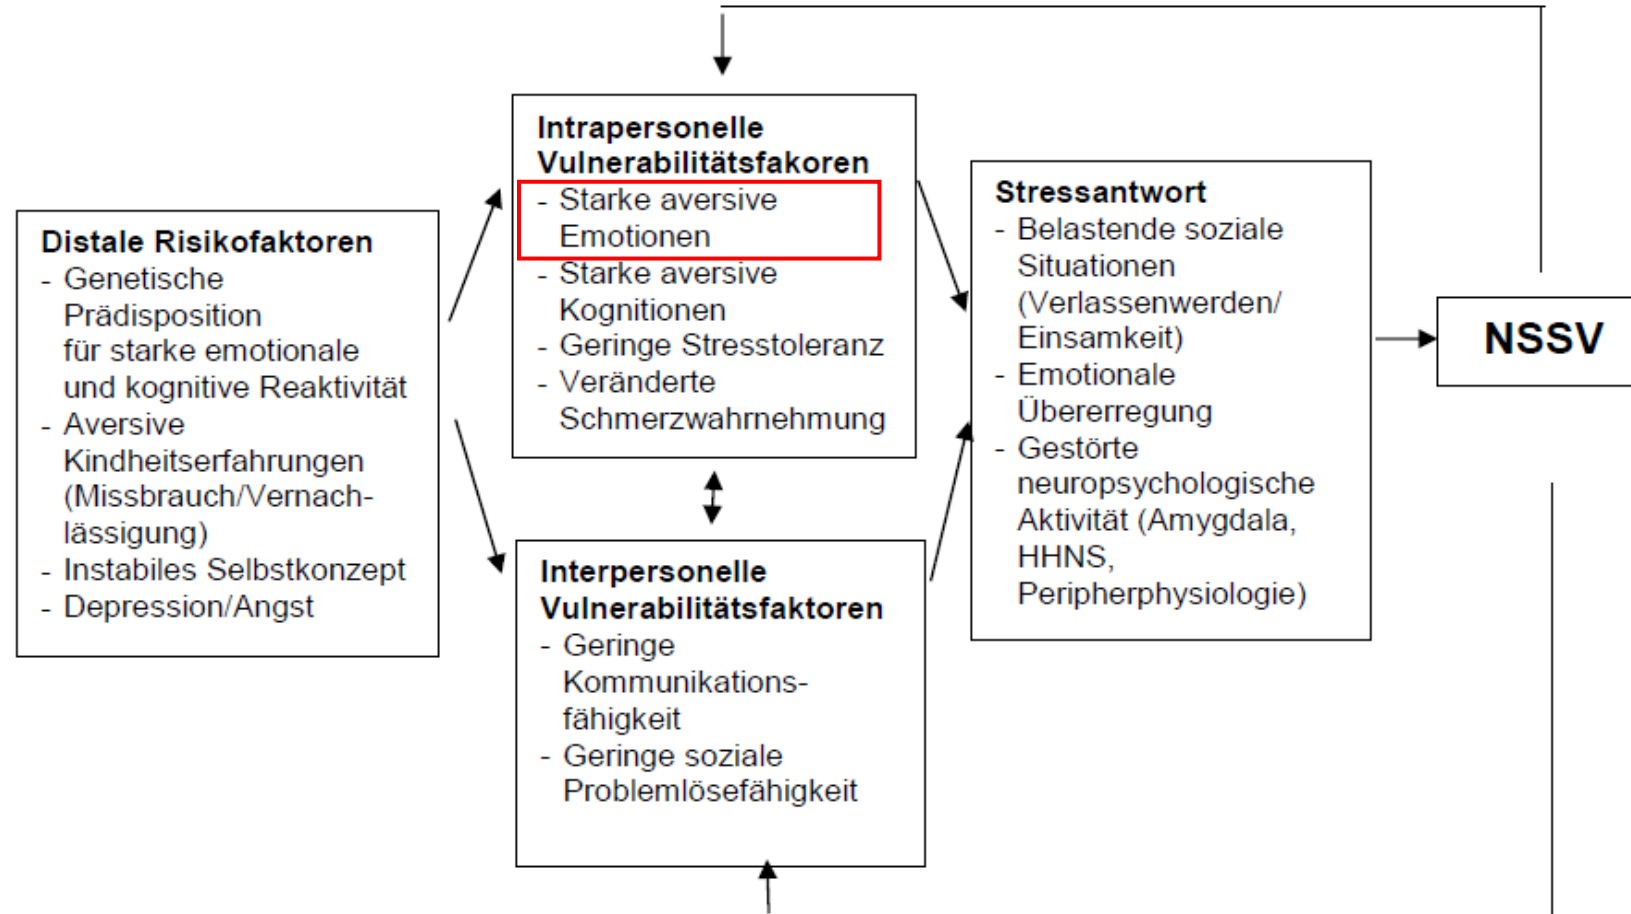 Distale Risikofaktoren
- Genetische
Prädisposition
für starke emotionale
und kognitive Reaktivität
- Aversive
Kindheitserfahrungen
(Missbrauch/Vernach-
lässigung)
- Instabiles Selbstkonzept
- Depression/Angst
Intrapersonelle
Vulnerabilitätsfakoren
- Starke aversive
Emotionen
- Starke aversive
Kognitionen
- Geringe Stresstoleranz
- Veränderte
Schmerzwahrnehmung
Interpersonelle
Vulnerabilitätsfaktoren
- Geringe
Kommunikations-
fähigkeit
- Geringe soziale
Problemlösefähigkeit
Stressantwort
- Belastende soziale
Situationen
(Verlassenwerden/
Einsamkeit)
- Emotionale
Übererregung
- Gestörte
neuropsychologische
Aktivität (Amygdala,
HHNS,
Peripherphysiologie)
NSSV